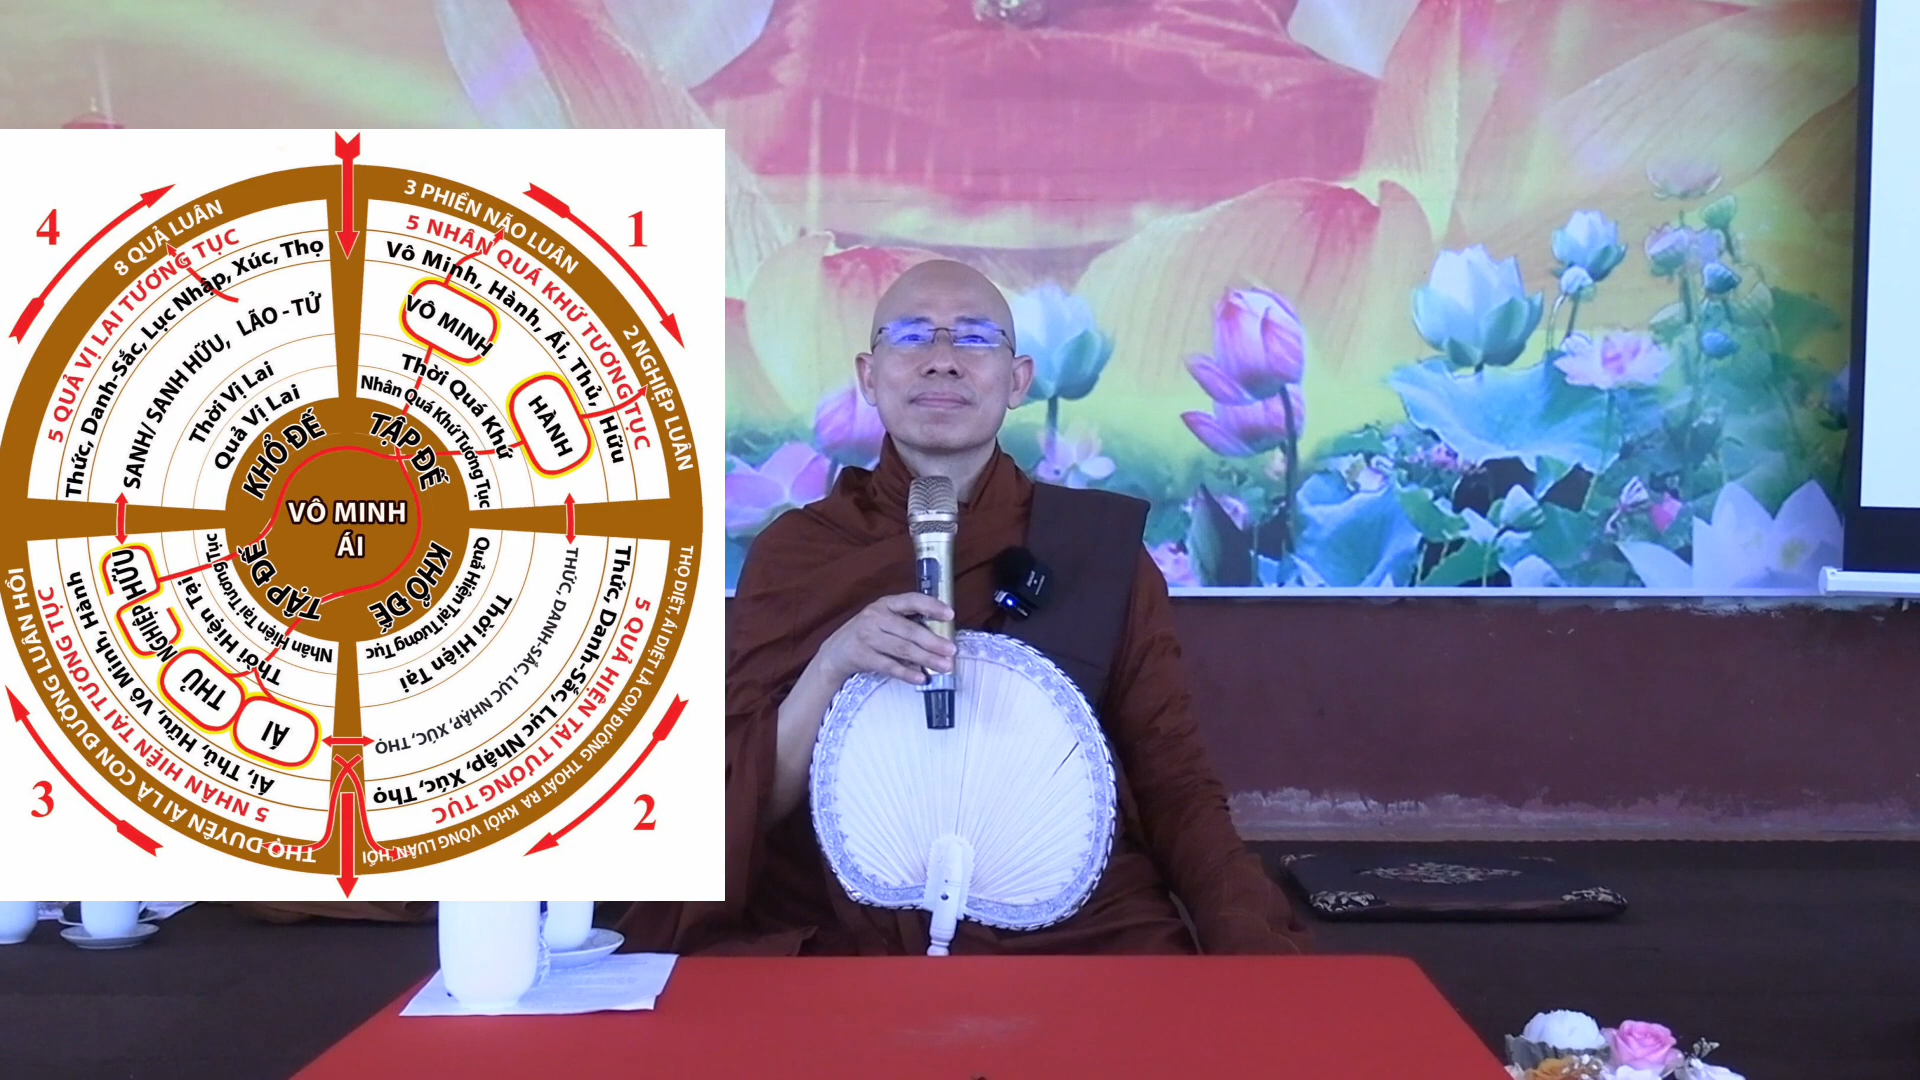 4
8 QUẢ LUÂN
5 QUẢ VỊ LAI TƯƠNG TỤC
Thức, Danh-Sắc, Lục Nhập, Xúc, Thọ
SANH/ SANH HỮU, LÃO - TỬ
Thời Vị Lai
Quả Vị Lai
KHỔ ĐẾ
1
3 PHIỀN NÃO LUÂN
2 NGHIỆP LUÂN
5 NHÂN QUÁ KHỨ TƯƠNG TỤC
Vô Minh, Hành, Ái, Thủ, Hữu
VÔ MINH
HÀNH
Thời Quá Khứ
Nhân Quá Khứ Tương Tục
TẬP ĐẾ
VÔ MINH
ÁI
2
THỌ DIỆT, ÁI DIỆT LÀ CON ĐƯỜNG THOÁT RA KHỎI VÒNG LUÂN HỒI
5 QUẢ HIỆN TẠI TƯƠNG TỤC
Thức, Danh-Sắc, Lục Nhập, Xúc, Thọ
THỨC, DANH-SẮC, LỤC NHẬP, XÚC, THỌ
Thời Hiện Tại
Quả Hiện Tại Tương Tục
KHỔ ĐẾ
3
THỌ DUYÊN ÁI LÀ CON ĐƯỜNG LUÂN HỒI
5 NHÂN HIỆN TẠI TƯƠNG TỤC
Ái, Thủ, Hữu, Vô Minh, Hành
ÁI
THỦ
NGHIỆP HỮU
Thời Hiện Tại
Nhân Hiện Tại Tương Tục
TẬP ĐẾ